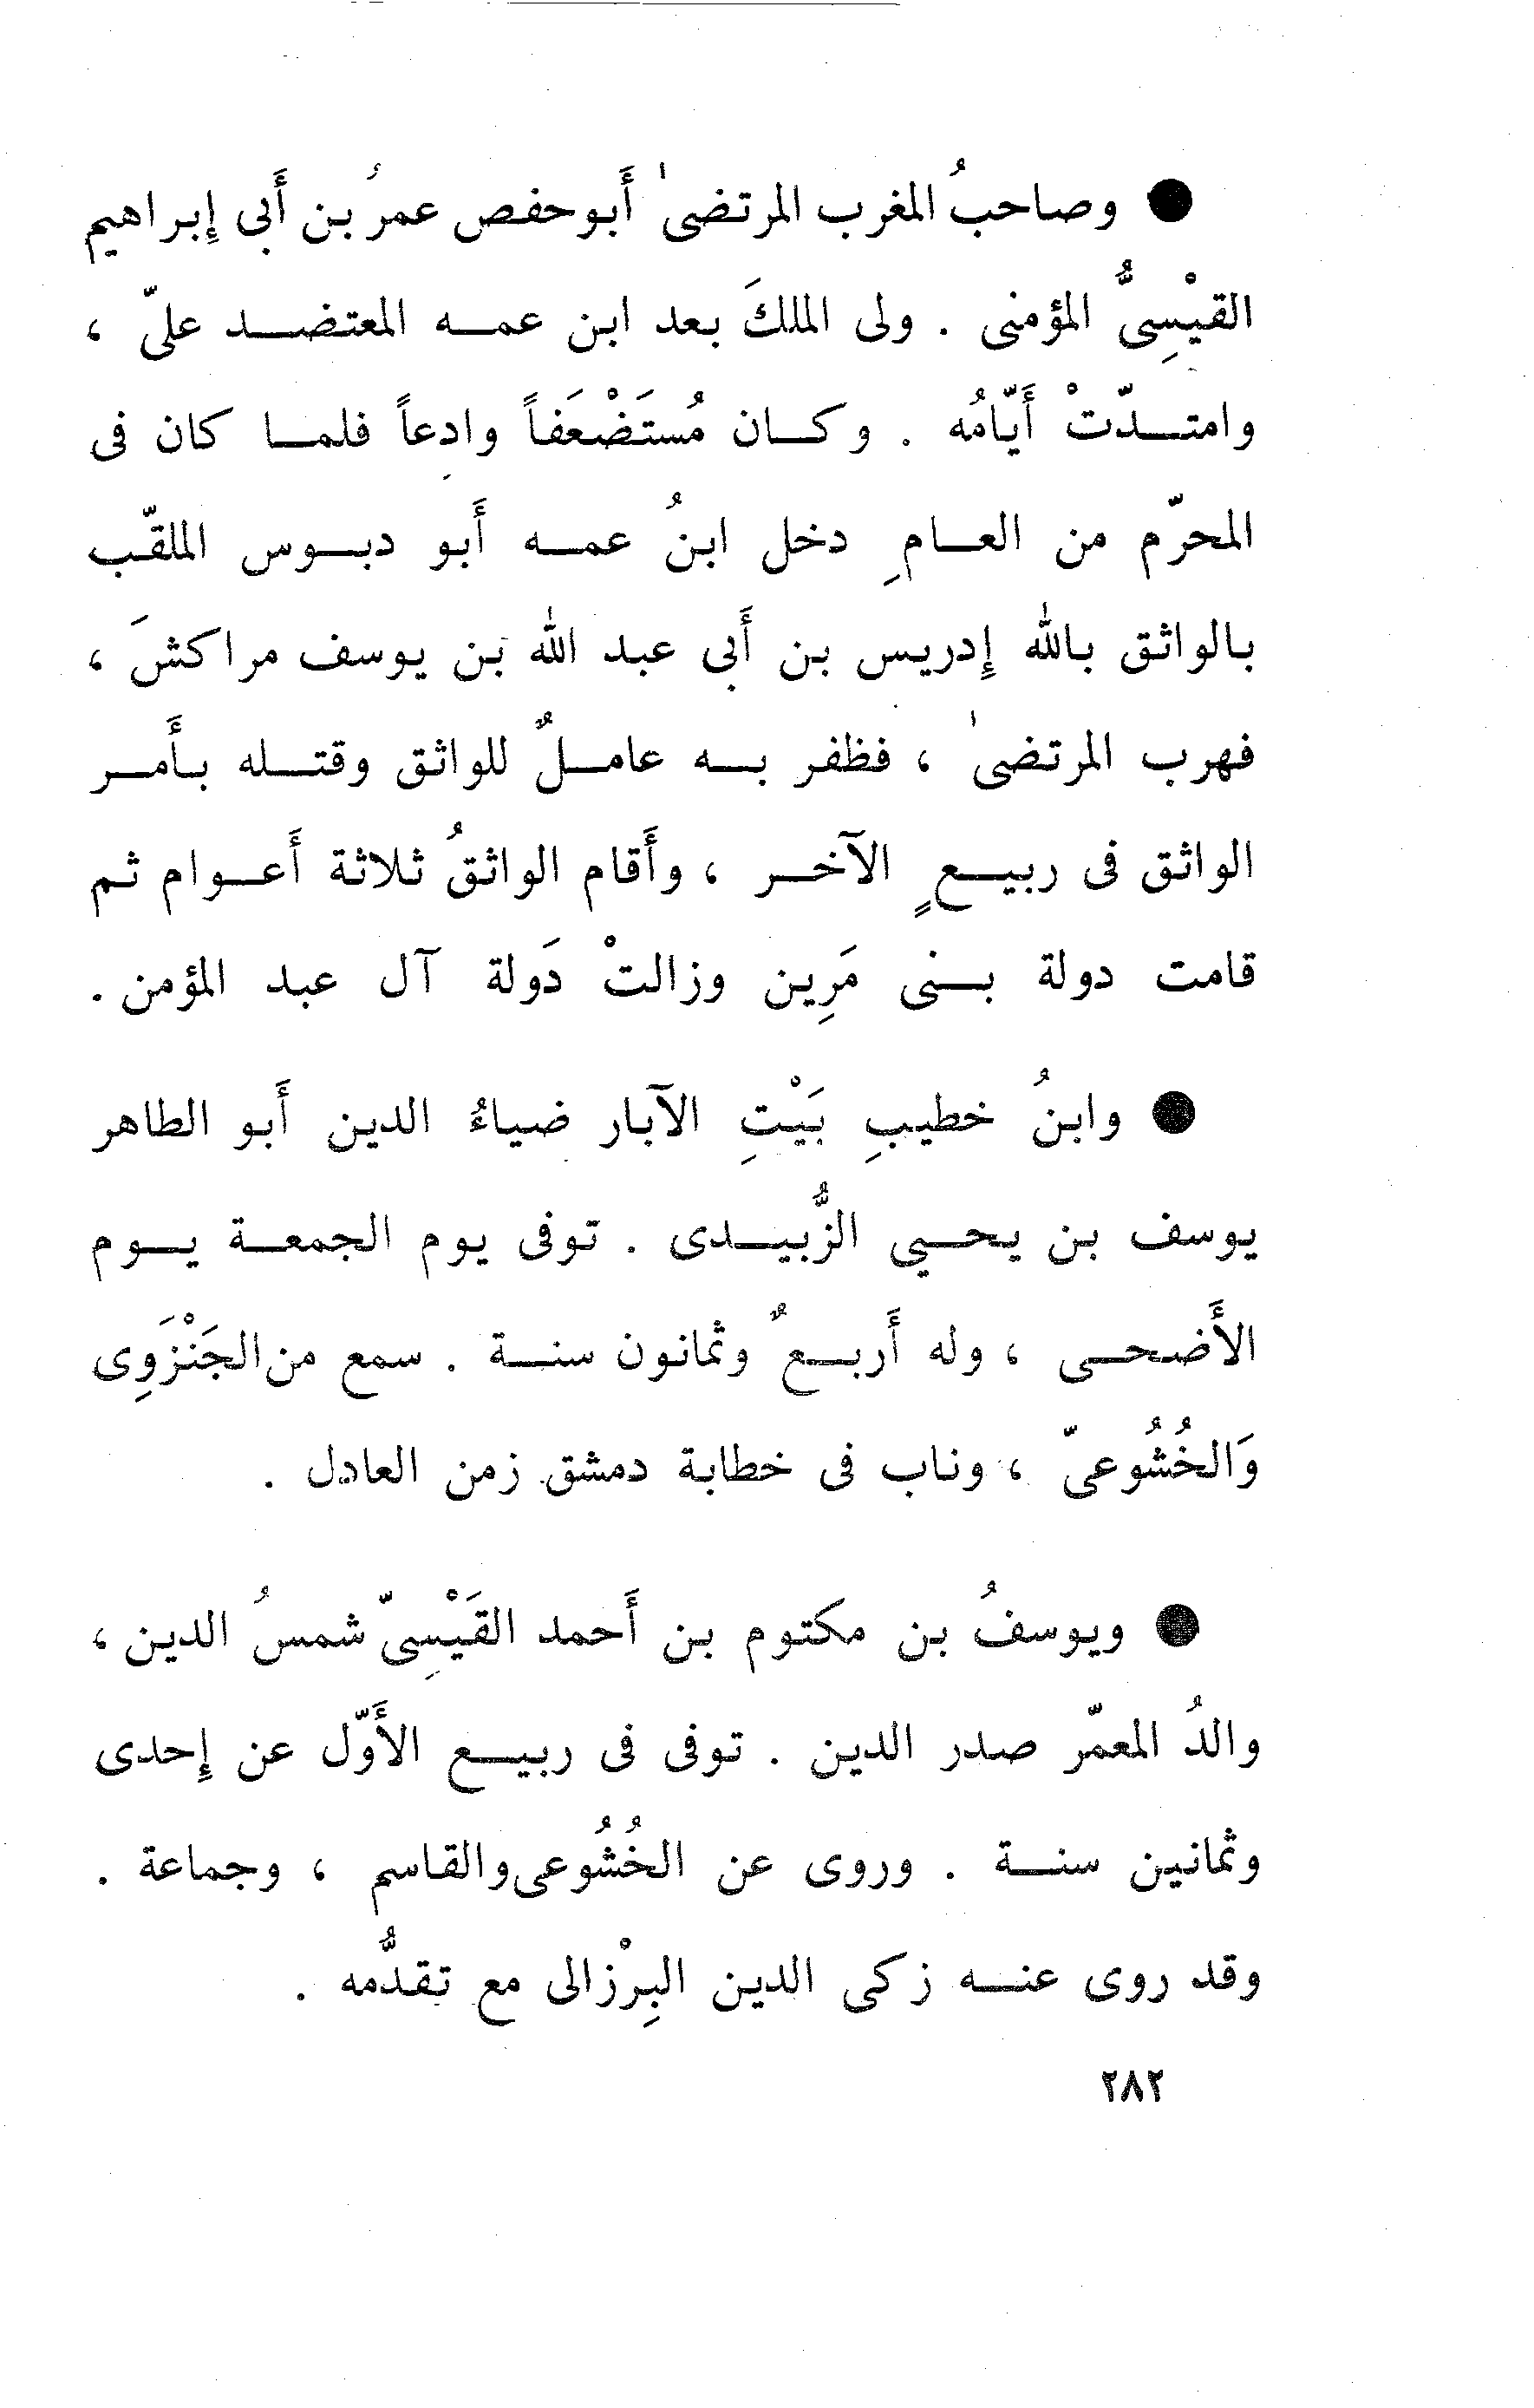 ● وصاحبُ المغرب المرتضىٰ أَبوحفص عمرُ بن أَبى إِبراهيم
القيْسِىُّ المؤمنى . ولى الملكَ بعد ابن عمه المعتضد علىّ ،
وامتدّتْ أَيّامُه . وكان مُستَضْعَفاً وادِعاً فلما كان فى
المحرّم من العامِ دخل ابنُ عمه أَبو دبوس الملقّب
بالواثق بالله إِدريس بن أَبى عبد الله بن يوسف مراكشَ ،
فهرب المرتضىٰ ، فظفر به عاملٌ للواثق وقتله بأَمر
الواثق فى ربيعٍ الآخر ، وأَقام الواثقُ ثلاثة أَعوام ثم
قامت دولة بنى مَرِين وزالتْ دَولة آل عبد المؤمن .
● وابنُ خطيبِ بَيْتِ الآبار ضياءُ الدين أَبو الطاهر
يوسف بن يحيي الزُّبيدى . توفى يوم الجمعة يوم
الأَضحى ، وله أَربعٌ وثمانون سنة . سمع من الجَنْزَوِى
وَالخُشُوعىّ ، وناب فى خطابة دمشق زمن العادل .
● ويوسفُ بن مكتوم بن أَحمد القَيْسِىّ شمسُ الدين ،
والدُ المعمّر صدر الدين . توفى فى ربيع الأَوّل عن إِحدى
وثمانين سنة . وروى عن الخُشُوعى والقاسم ، وجماعة .
وقد روى عنه زكى الدين البِرْزالى مع تقدُّمه .
٢٨٢